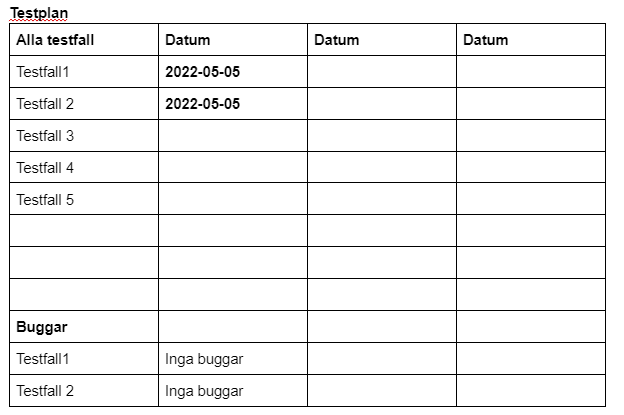 Testplan
Alla testfall Datum Datum Datum
Testfall1 2022-05-05
Testfall 2 2022-05-05
Testfall 3
Testfall 4
Testfall 5
Buggar
Testfall1 Inga buggar
Testfall 2 Inga buggar